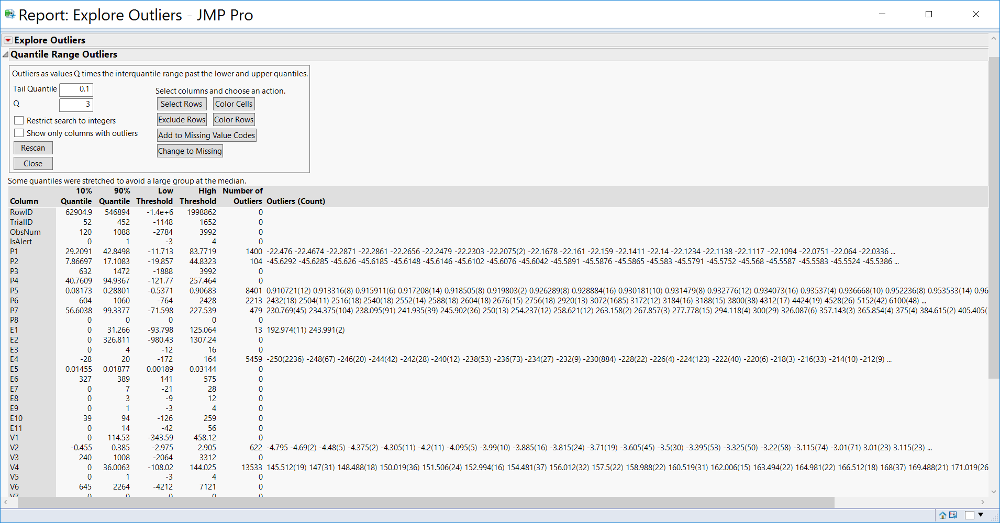 Report: Explore Outliers - JMP Pro
Explore Outliers
Quantile Range Outliers
Outliers as values Q times the interquantile range past the lower and upper quantiles.
Tail Quantile 0.1
Q 3
Restrict search to integers
Show only columns with outliers
Rescan
Close
Select columns and choose an action.
Select Rows Color Cells
Exclude Rows Color Rows
Add to Missing Value Codes
Change to Missing
Some quantiles were stretched to avoid a large group at the median.
10% 90% Low High Number of
Column Quantile Quantile Threshold Threshold Outliers Outliers (Count)
RowID 62904.9 546894 -1.4e+6 1998862 0
TrialID 52 452 -1148 1652 0
ObsNum 120 1088 -2784 3992 0
IsAlert 0 1 -3 4 0
P1 29.2091 42.8498 -11.713 83.7719 1400 -22.476 -22.4674 -22.2871 -22.2861 -22.2656 -22.2479 -22.2303 -22.2075(2) -22.1678 -22.161 -22.159 -22.1411 -22.14 -22.1234 -22.1138 -22.1117 -22.1094 -22.0751 -22.064 -22.0336 ...
P2 7.86697 17.1083 -19.857 44.8323 104 -45.6292 -45.6285 -45.626 -45.6185 -45.6148 -45.6146 -45.6102 -45.6076 -45.6042 -45.5891 -45.5876 -45.5865 -45.583 -45.5791 -45.5752 -45.568 -45.5587 -45.5583 -45.5524 -45.5386 ...
P3 632 1472 -1888 3992 0
P4 40.7609 94.9367 -121.77 257.464 0
P5 0.08173 0.28801 -0.5371 0.90683 8401 0.910721(12) 0.913316(8) 0.915911(6) 0.917208(14) 0.918505(8) 0.919803(2) 0.926289(8) 0.928884(16) 0.930181(10) 0.931479(8) 0.932776(12) 0.934073(16) 0.93537(4) 0.936668(10) 0.952236(8) 0.953533(14) 0.96
P6 604 1060 -764 2428 2213 2432(18) 2504(11) 2516(18) 2540(18) 2552(14) 2588(18) 2604(18) 2676(15) 2756(18) 2920(13) 3072(1685) 3172(12) 3184(16) 3188(15) 3800(38) 4312(17) 4424(19) 4528(26) 5152(42) 6100(48) ...
P7 56.6038 99.3377 -71.598 227.539 479 230.769(45) 234.375(104) 238.095(91) 241.935(39) 245.902(36) 250(13) 254.237(12) 258.621(12) 263.158(2) 267.857(3) 277.778(15) 294.118(4) 300(29) 326.087(6) 357.143(3) 365.854(4) 375(4) 384.615(2) 405.405(
P8 0 0 0 0 0
E1 0 31.266 -93.798 125.064 13 192.974(11) 243.991(2)
E2 0 326.811 -980.43 1307.24 0
E3 0 4 -12 16 0
E4 -28 20 -172 164 5459 -250(2236) -248(67) -246(20) -244(42) -242(28) -240(12) -238(53) -236(73) -234(27) -232(9) -230(884) -228(22) -226(4) -224(123) -222(40) -220(6) -218(3) -216(33) -214(10) -212(9) ...
E5 0.01455 0.01877 0.00189 0.03144 0
E6 327 389 141 575 0
E7 0 7 -21 28 0
E8 0 3 -9 12 0
E9 0 1 -3 4 0
E10 39 94 -126 259 0
E11 0 14 -42 56 0
V1 0 114.53 -343.59 458.12 0
V2 -0.455 0.385 -2.975 2.905 622 -4.795 -4.69(2) -4.48(5) -4.375(2) -4.305(11) -4.2(11) -4.095(5) -3.99(10) -3.885(16) -3.815(24) -3.71(19) -3.605(45) -3.5(30) -3.395(53) -3.325(50) -3.22(58) -3.115(74) -3.01(71) 3.01(23) 3.115(23) ...
V3 240 1008 -2064 3312 0
V4 0 36.0063 -108.02 144.025 13533 145.512(19) 147(31) 148.488(18) 150.019(36) 151.506(24) 152.994(16) 154.481(37) 156.012(32) 157.5(22) 158.988(22) 160.519(31) 162.006(15) 163.494(22) 164.981(22) 166.512(18) 168(37) 169.488(21) 171.019(26
V5 0 1 -3 4 0
V6 645 2264 -4212 7121 0
V7 0 0 0 0 0